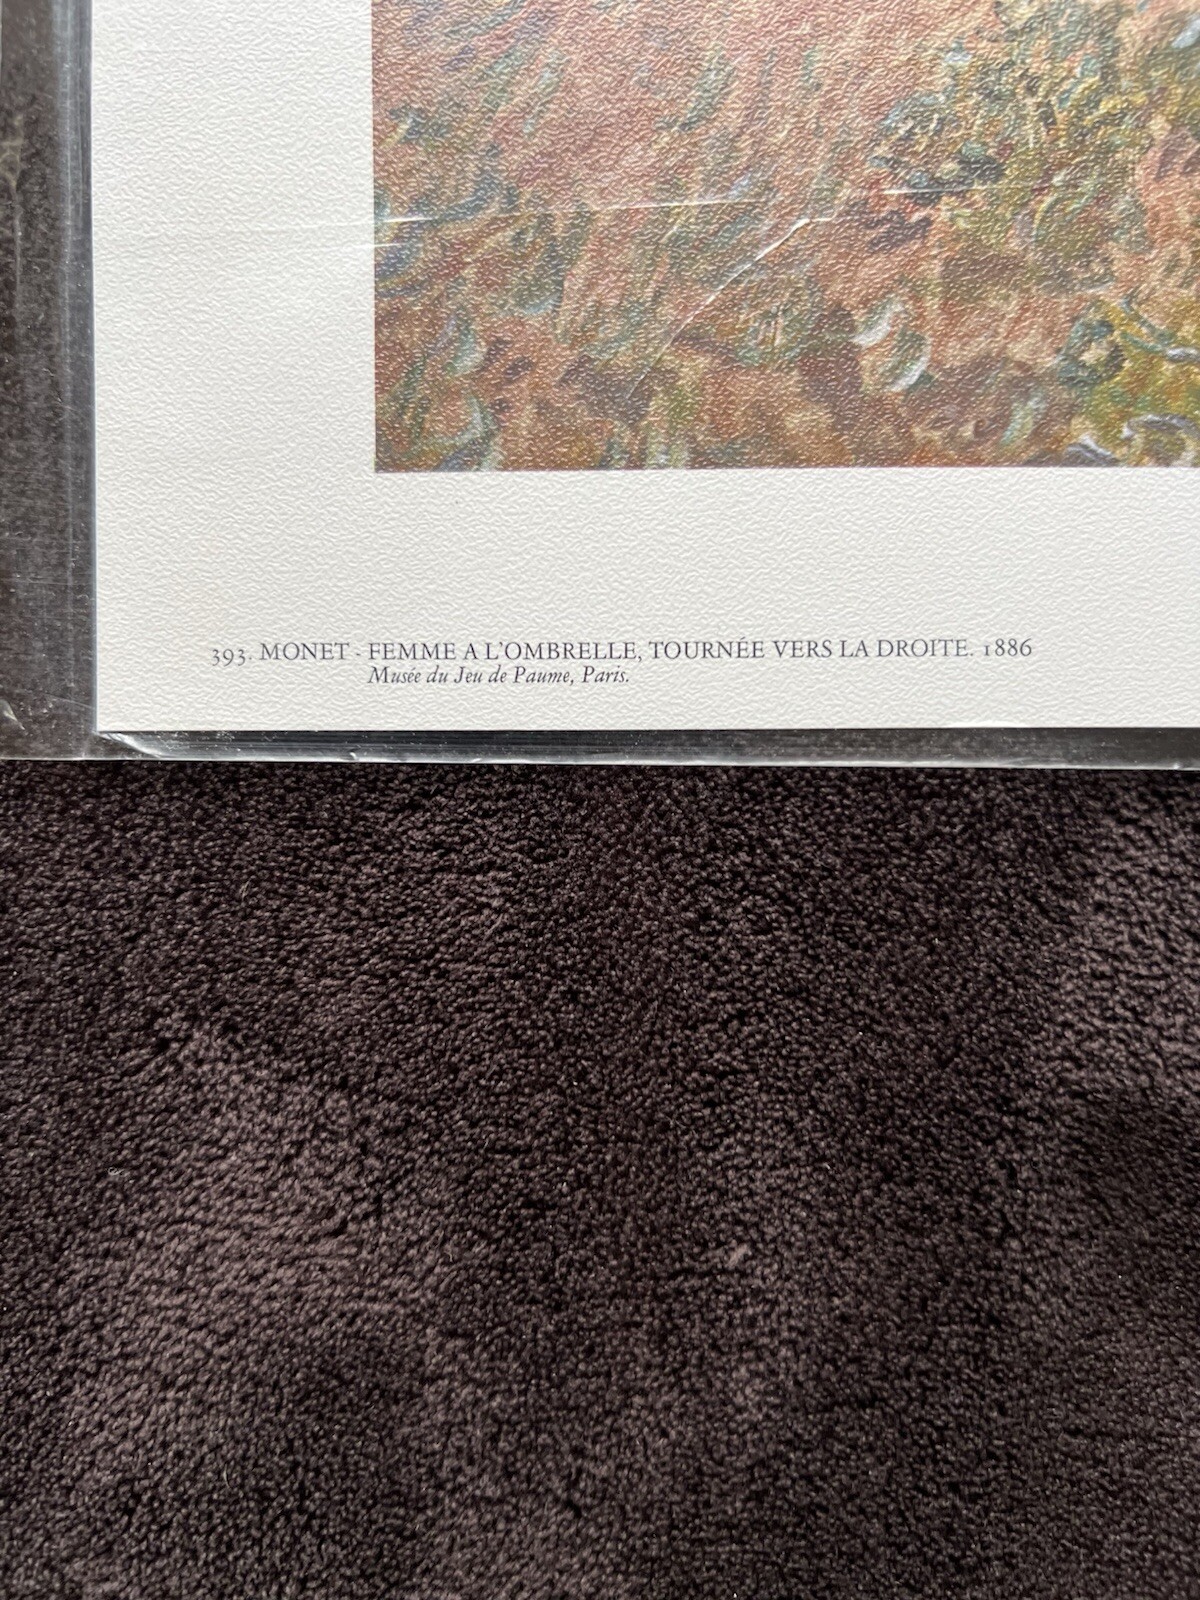 393. MONET - FEMME A L'OMBRELLE, TOURNÉE VERS LA DROITE. 1886
Musée du Jeu de Paume, Paris.